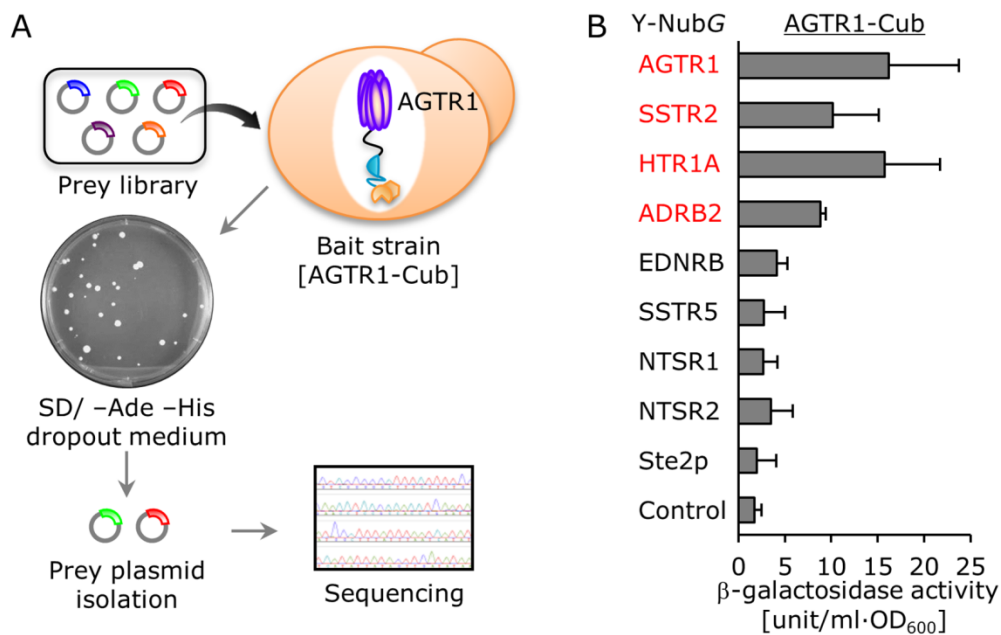 A
AGTR1
Prey library
Bait strain
[AGTR1-Cub]
SD/ –Ade –His
dropout medium
Prey plasmid
isolation
Sequencing
B
Y-NubG
AGTR1-Cub
AGTR1
SSTR2
HTR1A
ADRB2
EDNRB
SSTR5
NTSR1
NTSR2
Ste2p
Control
0 5 10 15 20 25
β-galactosidase activity
[unit/ml·OD₆₀₀]